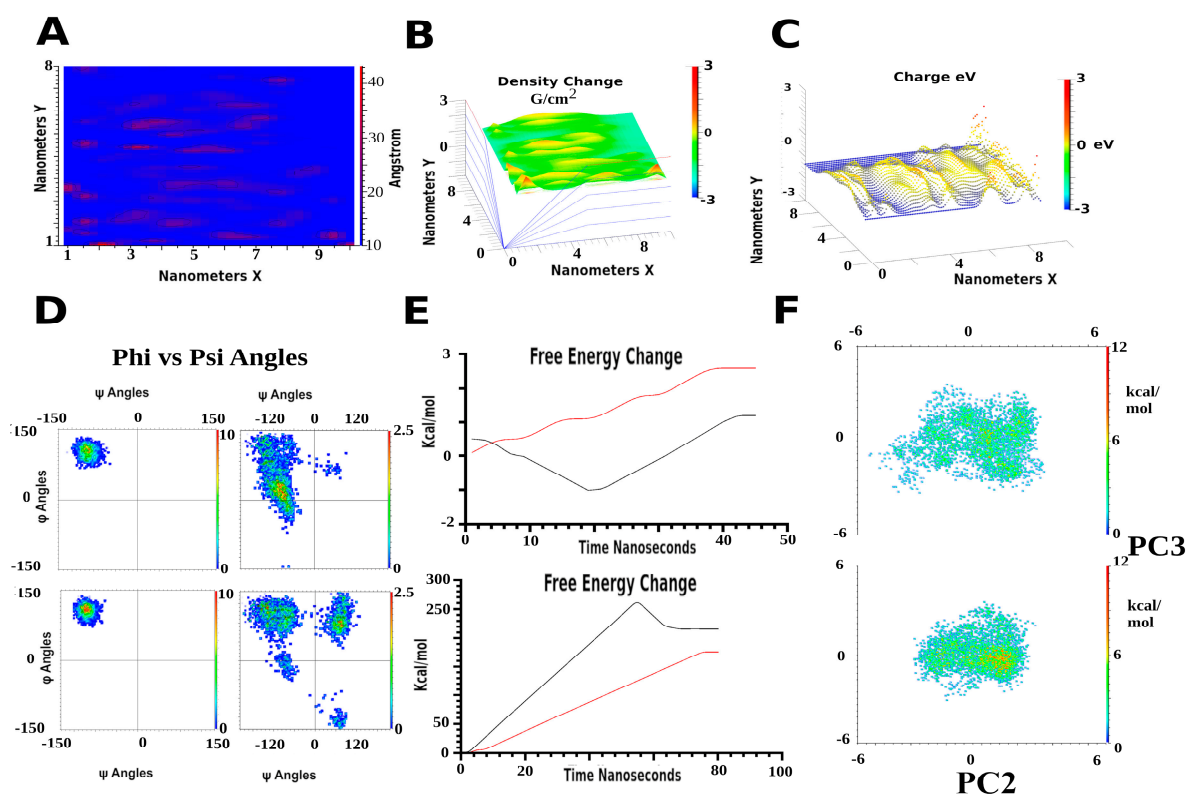 A
8
1
Nanometers Y
1 3 5 7 9
Nanometers X
40
30
20
10
Angstrom
B
Density Change
G/cm2
3
0
-3
3
0
8
4
0
Nanometers Y
0 4 8
Nanometers X
C
Charge eV
3
0 eV
-3
3
0
-3
8
4
0
Nanometers Y
0 4 8
Nanometers X
D
Phi vs Psi Angles
ψ Angles
-150 0 150
150
0
-150
φ Angles
10
0
ψ Angles
-120 0 120
2.5
0
150
0
-150
φ Angles
10
0
-150 0 150
ψ Angles
2.5
0
-120 0 120
ψ Angles
E
Free Energy Change
3
0
-2
Kcal/mol
10 20 30 40 50
Time Nanoseconds
Free Energy Change
300
250
50
0
Kcal/mol
0 20 40 60 80 100
Time Nanoseconds
F
-6 0 6
6
0
-6
12
6
0
kcal/
mol
PC3
6
0
-6
12
6
0
kcal/
mol
-6 0 6
PC2